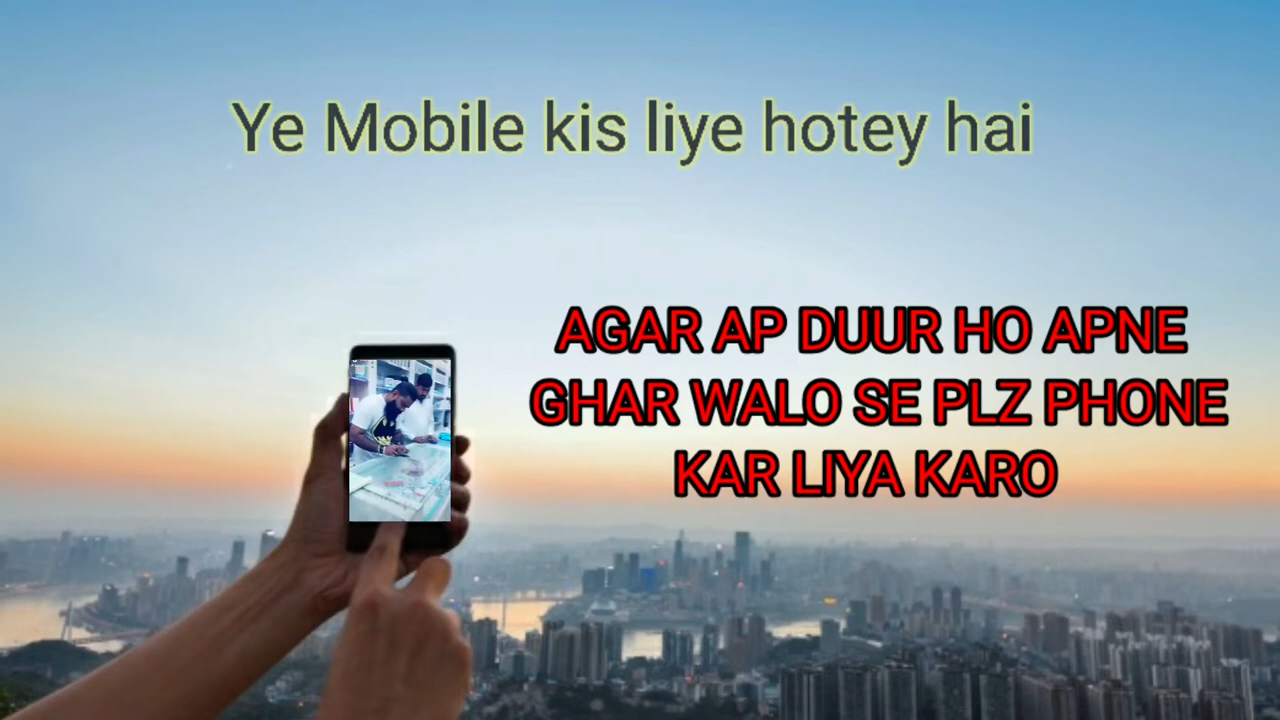 Ye Mobile kis liye hotey hai
AGAR AP DUUR HO APNE
GHAR WALO SE PLZ PHONE
KAR LIYA KARO